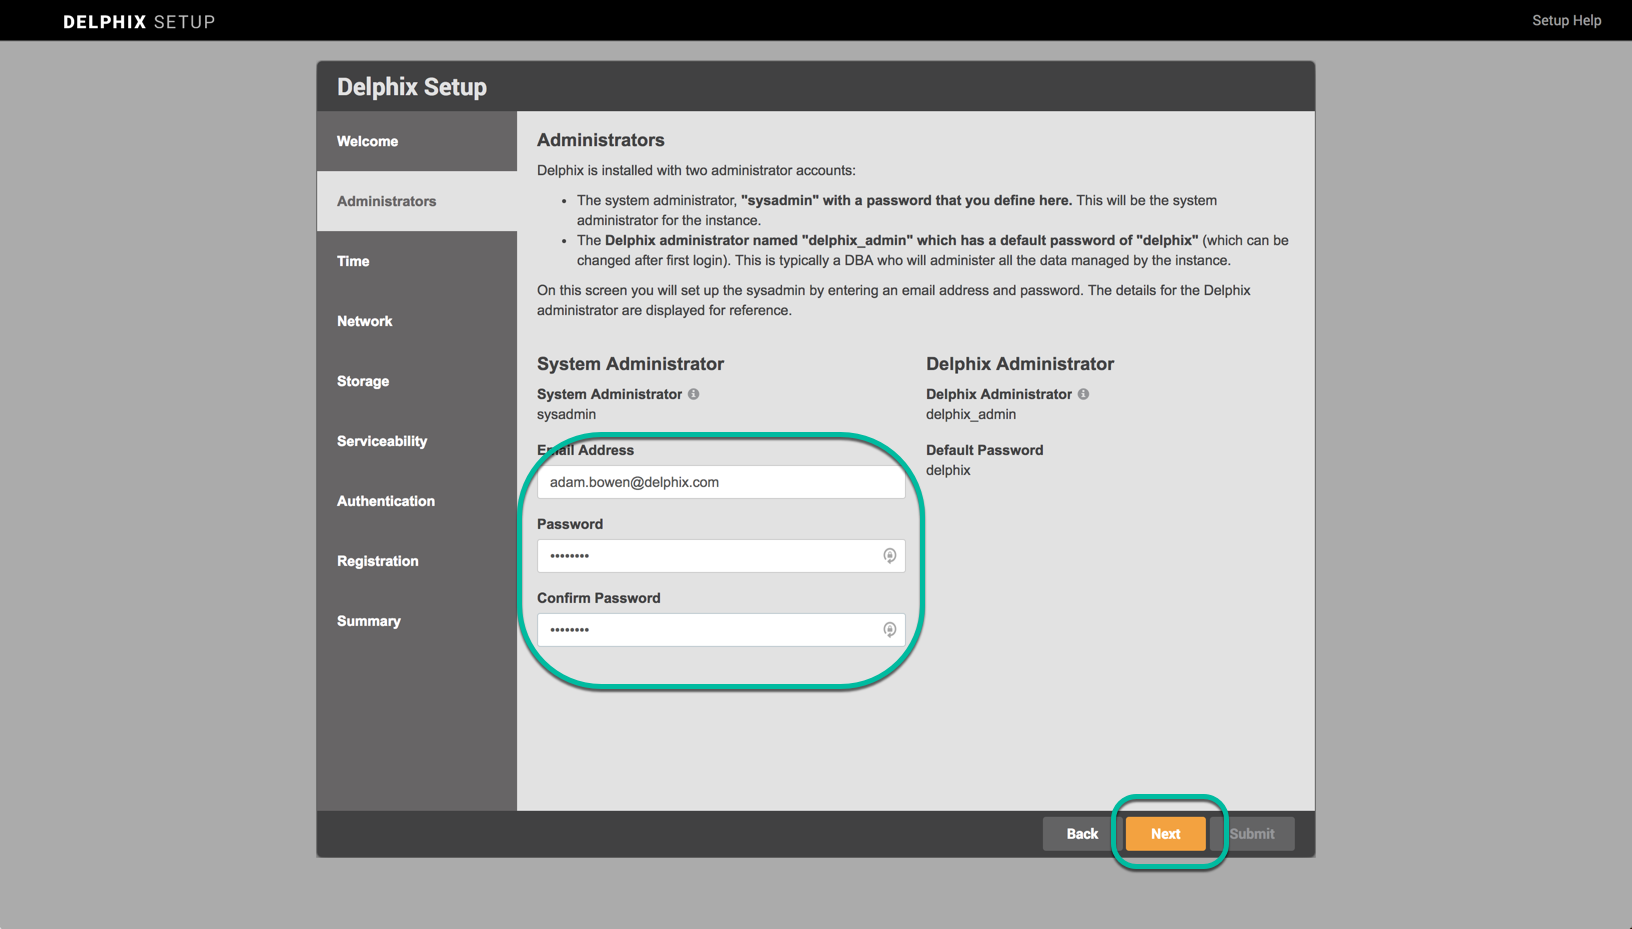 DELPHIX SETUP
Setup Help
Delphix Setup
Welcome
Administrators
Time
Network
Storage
Serviceability
Authentication
Registration
Summary
Administrators
Delphix is installed with two administrator accounts:
• The system administrator, "sysadmin" with a password that you define here. This will be the system
administrator for the instance.
• The Delphix administrator named "delphix_admin" which has a default password of "delphix" (which can be
changed after first login). This is typically a DBA who will administer all the data managed by the instance.
On this screen you will set up the sysadmin by entering an email address and password. The details for the Delphix
administrator are displayed for reference.
System Administrator
System Administrator
sysadmin
Email Address
adam.bowen@delphix.com
Password
••••••••
Confirm Password
••••••••
Delphix Administrator
Delphix Administrator
delphix_admin
Default Password
delphix
Back
Next
Submit